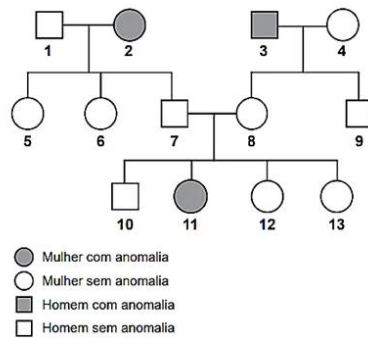 1 2 3 4
5 6 7 8 9
10 11 12 13
Mulher com anomalia
Mulher sem anomalia
Homem com anomalia
Homem sem anomalia